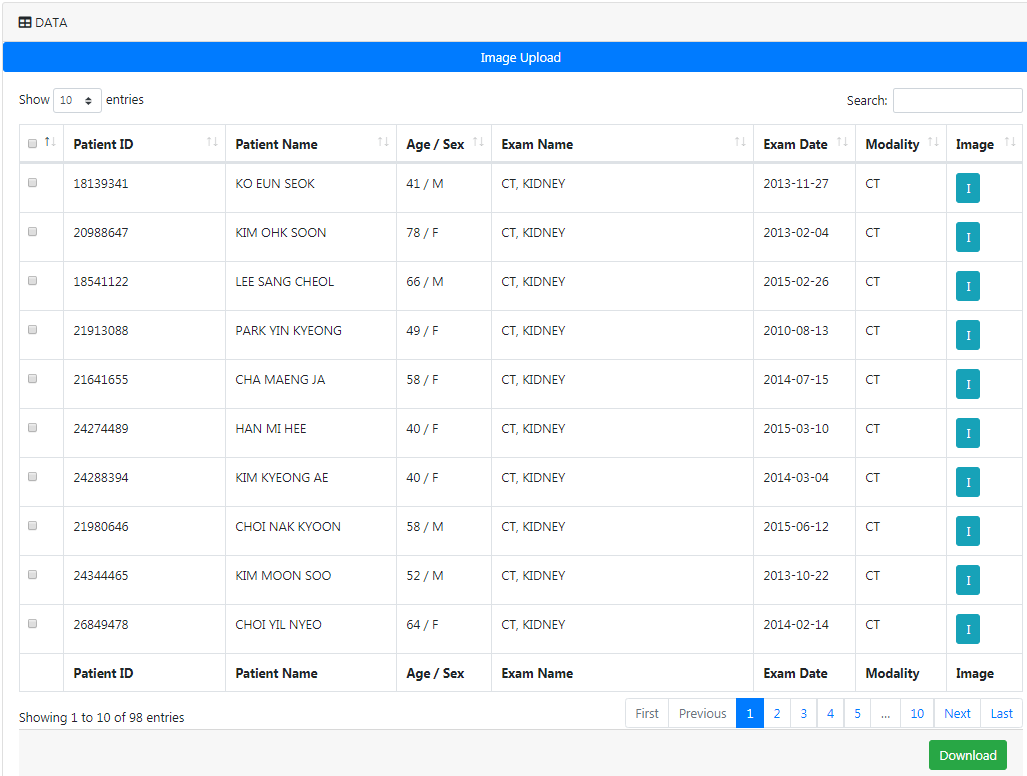 DATA
Image Upload
Show 10 entries Search:
Patient ID Patient Name Age / Sex Exam Name Exam Date Modality Image
18139341 KO EUN SEOK 41 / M CT, KIDNEY 2013-11-27 CT I
20988647 KIM OHK SOON 78 / F CT, KIDNEY 2013-02-04 CT I
18541122 LEE SANG CHEOL 66 / M CT, KIDNEY 2015-02-26 CT I
21913088 PARK YIN KYEONG 49 / F CT, KIDNEY 2010-08-13 CT I
21641655 CHA MAENG JA 58 / F CT, KIDNEY 2014-07-15 CT I
24274489 HAN MI HEE 40 / F CT, KIDNEY 2015-03-10 CT I
24288394 KIM KYEONG AE 40 / F CT, KIDNEY 2014-03-04 CT I
21980646 CHOI NAK KYOON 58 / M CT, KIDNEY 2015-06-12 CT I
24344465 KIM MOON SOO 52 / M CT, KIDNEY 2013-10-22 CT I
26849478 CHOI YIL NYEO 64 / F CT, KIDNEY 2014-02-14 CT I
Patient ID Patient Name Age / Sex Exam Name Exam Date Modality Image
Showing 1 to 10 of 98 entries First Previous 1 2 3 4 5 ... 10 Next Last
Download